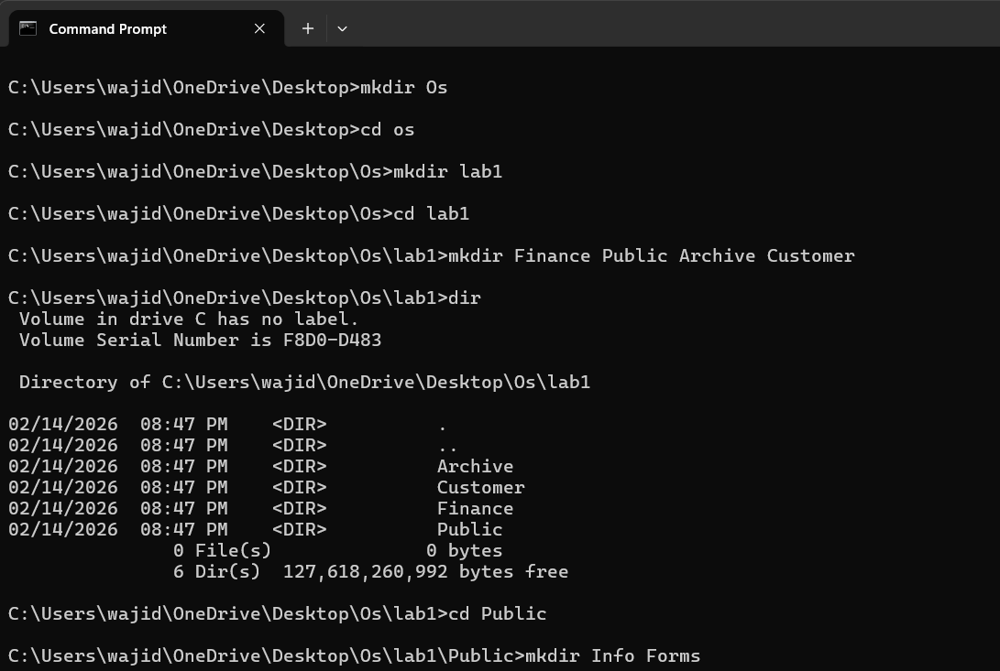 Command Prompt
C:\Users\wajid\OneDrive\Desktop>mkdir Os
C:\Users\wajid\OneDrive\Desktop>cd os
C:\Users\wajid\OneDrive\Desktop\Os>mkdir lab1
C:\Users\wajid\OneDrive\Desktop\Os>cd lab1
C:\Users\wajid\OneDrive\Desktop\Os\lab1>mkdir Finance Public Archive Customer
C:\Users\wajid\OneDrive\Desktop\Os\lab1>dir
 Volume in drive C has no label.
 Volume Serial Number is F8D0-D483
 Directory of C:\Users\wajid\OneDrive\Desktop\Os\lab1
02/14/2026  08:47 PM    <DIR>          .
02/14/2026  08:47 PM    <DIR>          ..
02/14/2026  08:47 PM    <DIR>          Archive
02/14/2026  08:47 PM    <DIR>          Customer
02/14/2026  08:47 PM    <DIR>          Finance
02/14/2026  08:47 PM    <DIR>          Public
               0 File(s)              0 bytes
               6 Dir(s)  127,618,260,992 bytes free
C:\Users\wajid\OneDrive\Desktop\Os\lab1>cd Public
C:\Users\wajid\OneDrive\Desktop\Os\lab1\Public>mkdir Info Forms